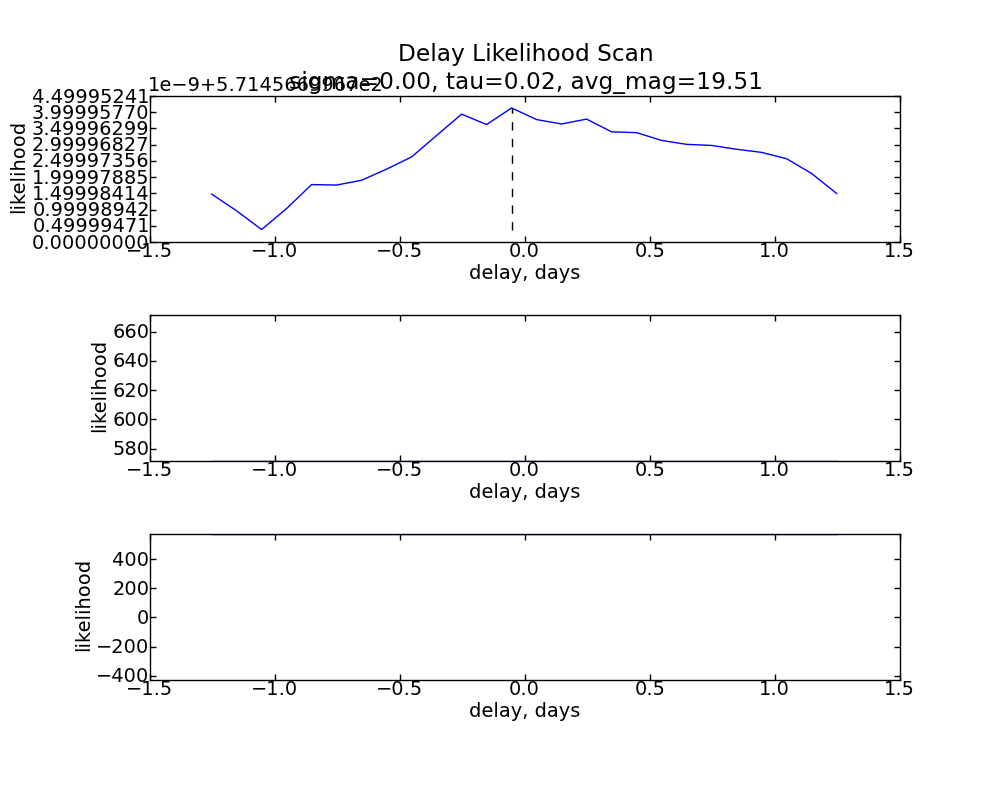 Delay Likelihood Scan
sigma=0.00, tau=0.02, avg_mag=19.51
4.49995241
3.99995770
3.49996299
2.99996827
2.49997356
1.99997885
1.49998414
0.99998942
0.49999471
0.00000000
likelihood
−1.5 −1.0 −0.5 0.0 0.5 1.0 1.5
delay, days
660
640
620
600
580
likelihood
−1.5 −1.0 −0.5 0.0 0.5 1.0 1.5
delay, days
400
200
0
−200
−400
likelihood
−1.5 −1.0 −0.5 0.0 0.5 1.0 1.5
delay, days